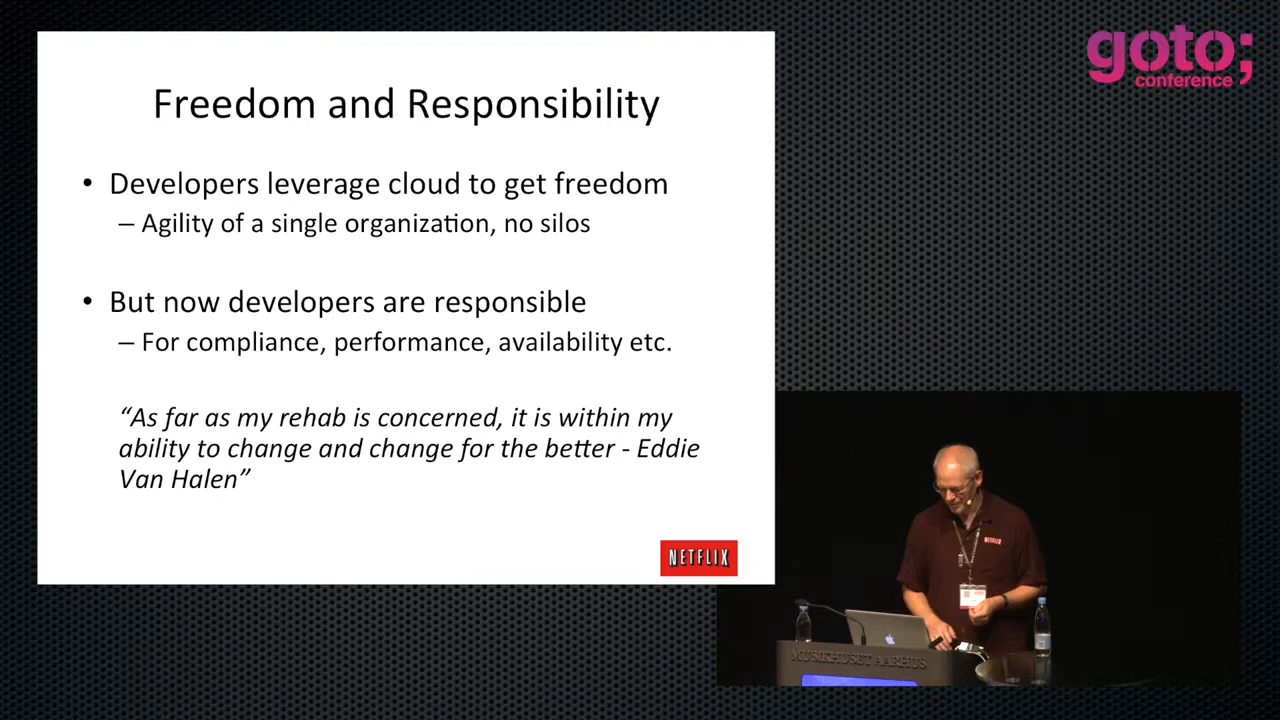 goto;
conference
Freedom and Responsibility
• Developers leverage cloud to get freedom
– Agility of a single organization, no silos
• But now developers are responsible
– For compliance, performance, availability etc.
“As far as my rehab is concerned, it is within my
ability to change and change for the better - Eddie
Van Halen”
NETFLIX
NETFLIX
MUSIKHUSET AARHUS